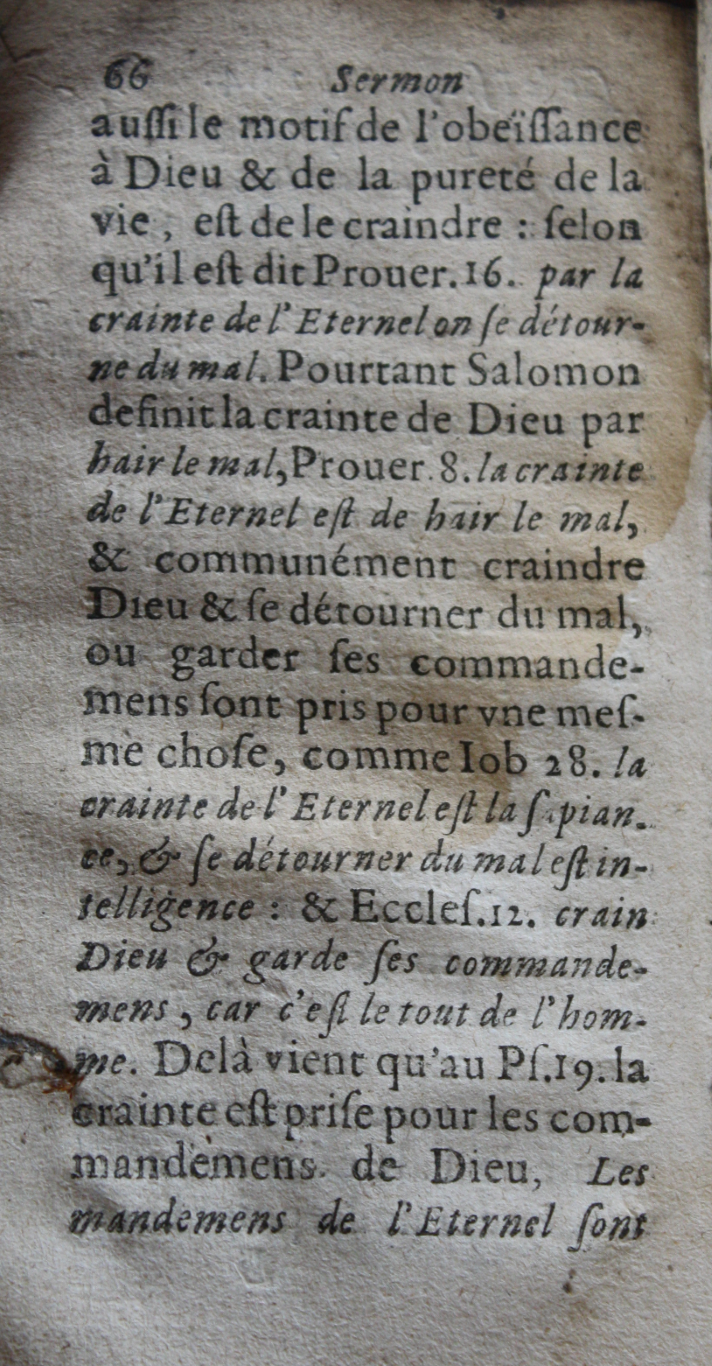 66 Sermon
auſſi le motif de l'obeïſſance
à Dieu & de la pureté de la
vie, eſt de le craindre : ſelon
qu'il eſt dit Prouer. 16. par la
crainte de l'Eternel on ſe détour-
ne du mal. Pourtant Salomon
definit la crainte de Dieu par
hair le mal, Prouer. 8. la crainte
de l'Eternel eſt de hair le mal,
& communément craindre
Dieu & ſe détourner du mal,
ou garder ſes commande-
mens ſont pris pour vne meſ-
me choſe, comme Iob 28. la
crainte de l'Eternel eſt la ſapian-
ce, & ſe détourner du mal eſt in-
telligence : & Eccleſ. 12. crain
Dieu & garde ſes commande-
mens, car c'eſt le tout de l'hom-
me. Delà vient qu'au Pſ. 19. la
crainte eſt priſe pour les com-
mandemens de Dieu, Les
mandemens de l'Eternel ſont